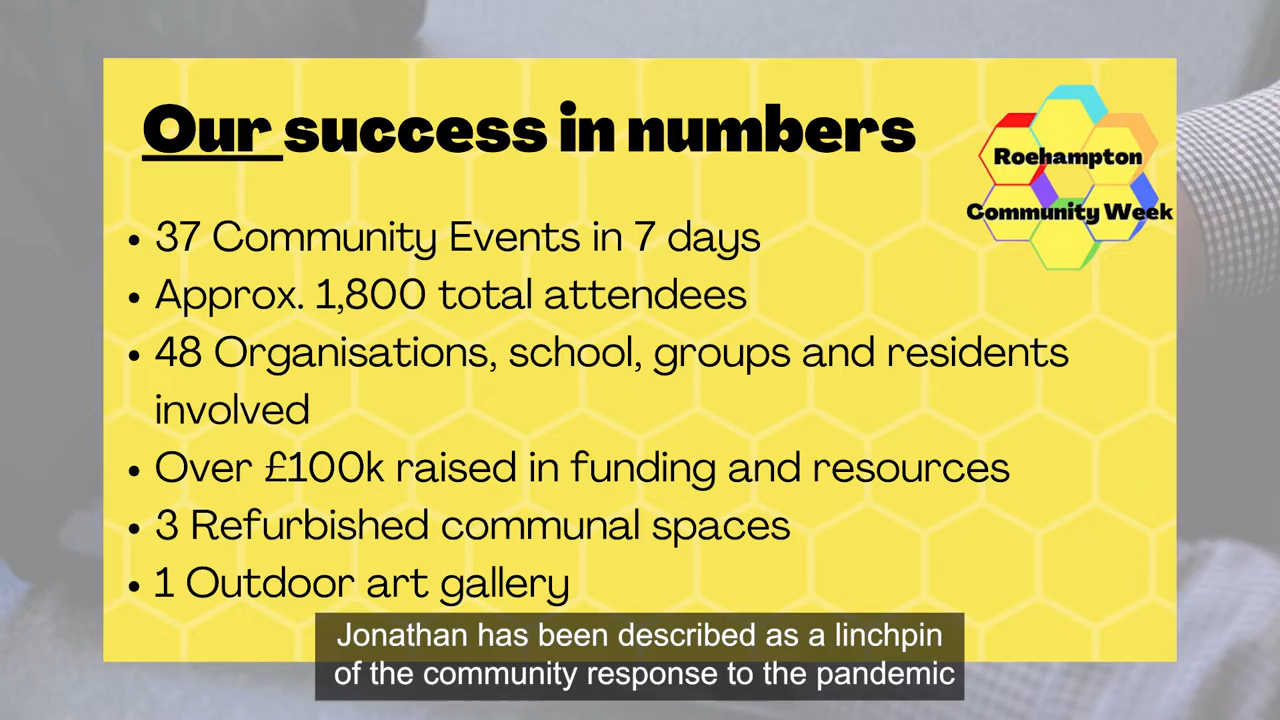 Our success in numbers
Roehampton
Community Week
• 37 Community Events in 7 days
• Approx. 1,800 total attendees
• 48 Organisations, school, groups and residents
involved
• Over £100k raised in funding and resources
• 3 Refurbished communal spaces
• 1 Outdoor art gallery
Jonathan has been described as a linchpin
of the community response to the pandemic